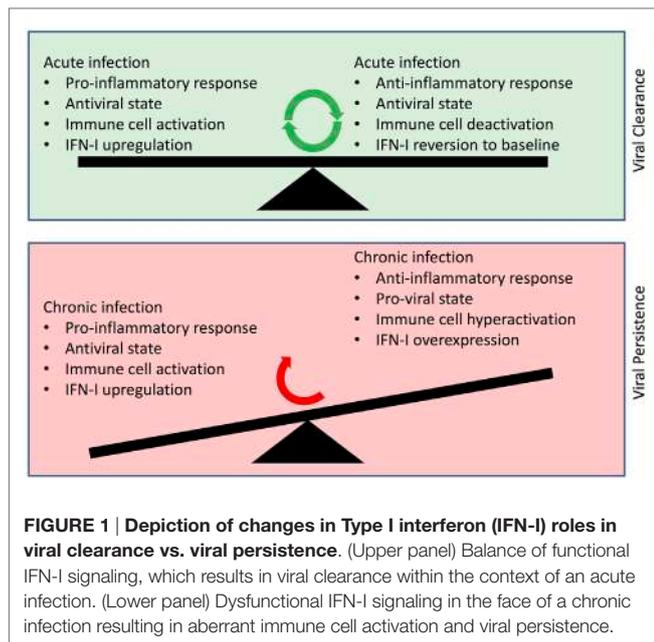 Acute infection
• Pro-inflammatory response
• Antiviral state
• Immune cell activation
• IFN-I upregulation
Acute infection
• Anti-inflammatory response
• Antiviral state
• Immune cell deactivation
• IFN-I reversion to baseline
Viral Clearance
Chronic infection
• Pro-inflammatory response
• Antiviral state
• Immune cell activation
• IFN-I upregulation
Chronic infection
• Anti-inflammatory response
• Pro-viral state
• Immune cell hyperactivation
• IFN-I overexpression
Viral Persistence
FIGURE 1 | Depiction of changes in Type I interferon (IFN-I) roles in
viral clearance vs. viral persistence. (Upper panel) Balance of functional
IFN-I signaling, which results in viral clearance within the context of an acute
infection. (Lower panel) Dysfunctional IFN-I signaling in the face of a chronic
infection resulting in aberrant immune cell activation and viral persistence.